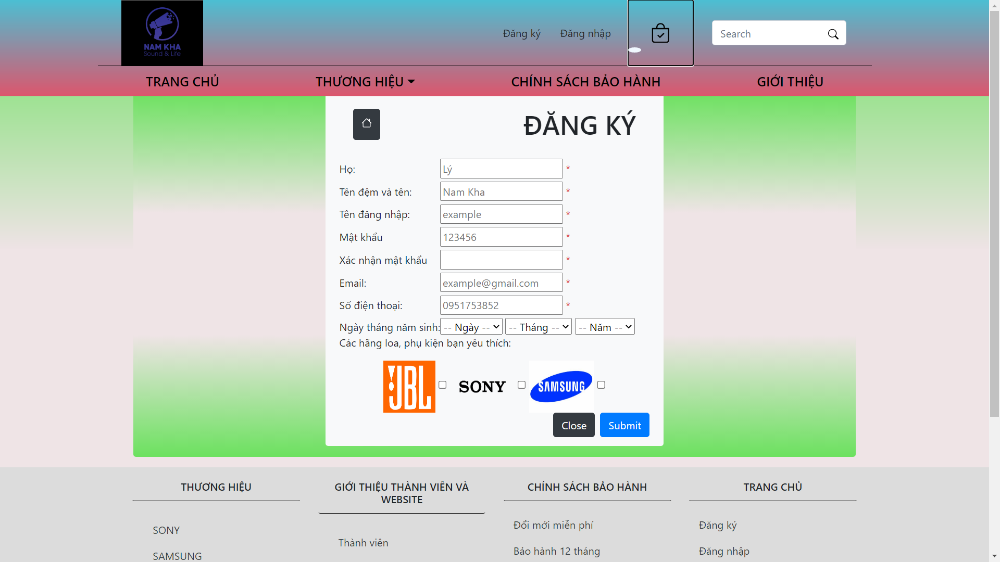 NAM KHA
Sound & Life
Đăng ký
Đăng nhập
Search
TRANG CHỦ
THƯƠNG HIỆU
CHÍNH SÁCH BẢO HÀNH
GIỚI THIỆU
ĐĂNG KÝ
Họ: Lý *
Tên đệm và tên: Nam Kha *
Tên đăng nhập: example *
Mật khẩu 123456 *
Xác nhận mật khẩu *
Email: example@gmail.com *
Số điện thoại: 0951753852 *
Ngày tháng năm sinh: -- Ngày -- -- Tháng -- -- Năm --
Các hãng loa, phụ kiện bạn yêu thích:
JBL SONY SAMSUNG
Close Submit
THƯƠNG HIỆU
SONY
SAMSUNG
GIỚI THIỆU THÀNH VIÊN VÀ
WEBSITE
Thành viên
CHÍNH SÁCH BẢO HÀNH
Đổi mới miễn phí
Bảo hành 12 tháng
TRANG CHỦ
Đăng ký
Đăng nhập